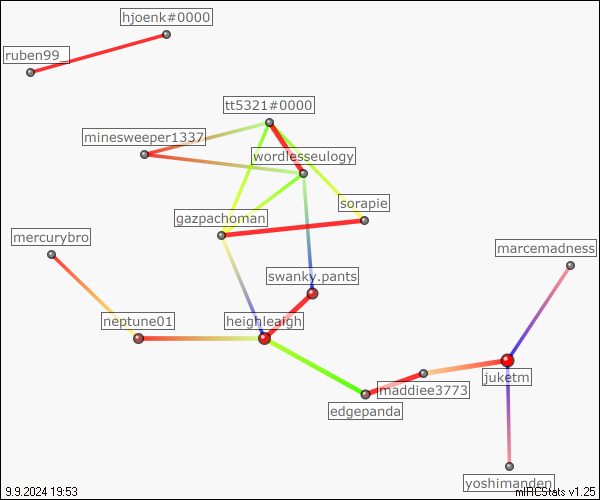 hjoenk#0000
ruben99_
tt5321#0000
minesweeper1337
wordlesseulogy
sorapie
gazpachoman
mercurybro
marcemadness
swanky.pants
neptune01
heighleaigh
juketm
maddiee3773
edgepanda
yoshimanden
9.9.2024 19:53
mIRCStats v1.25